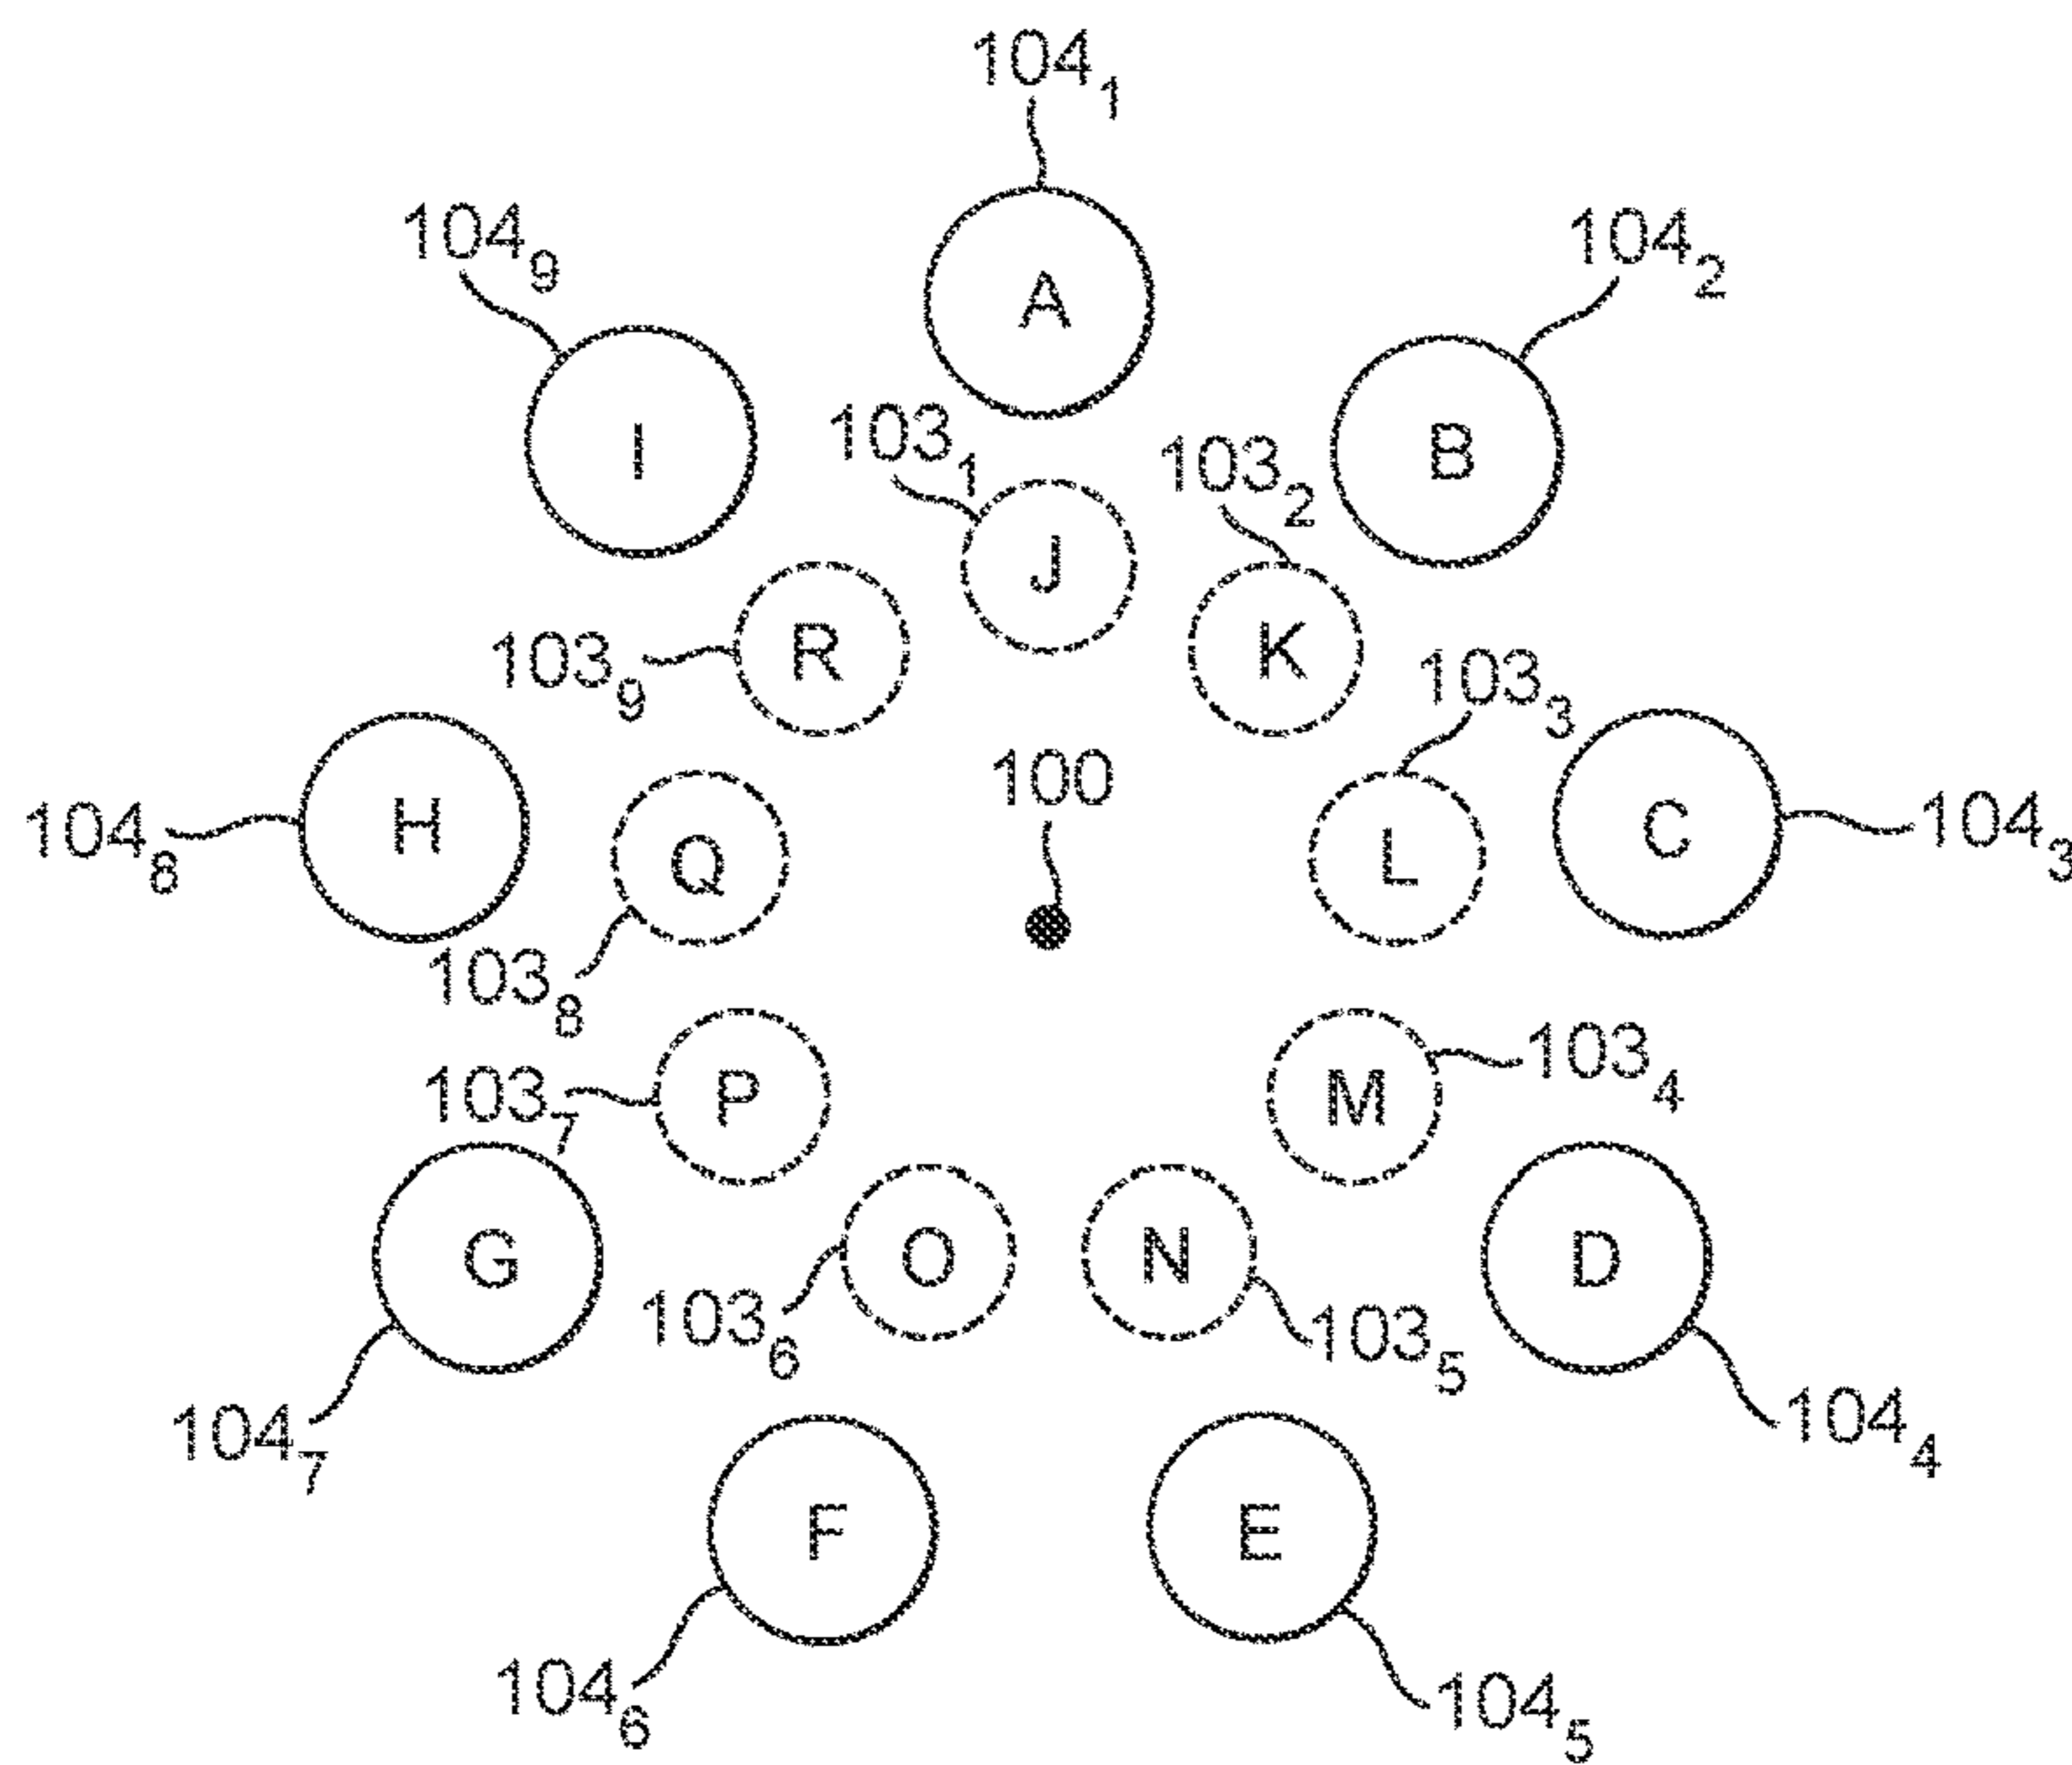 104₁
104₉
104₂
A
I
B
103₁
103₂
J
K
R
103₉
103₃
100
H
Q
L
C
104₈
104₃
103₈
P
M
103₄
103₇
G
O
N
D
103₆
103₅
104₇
104₄
F
E
104₆
104₅